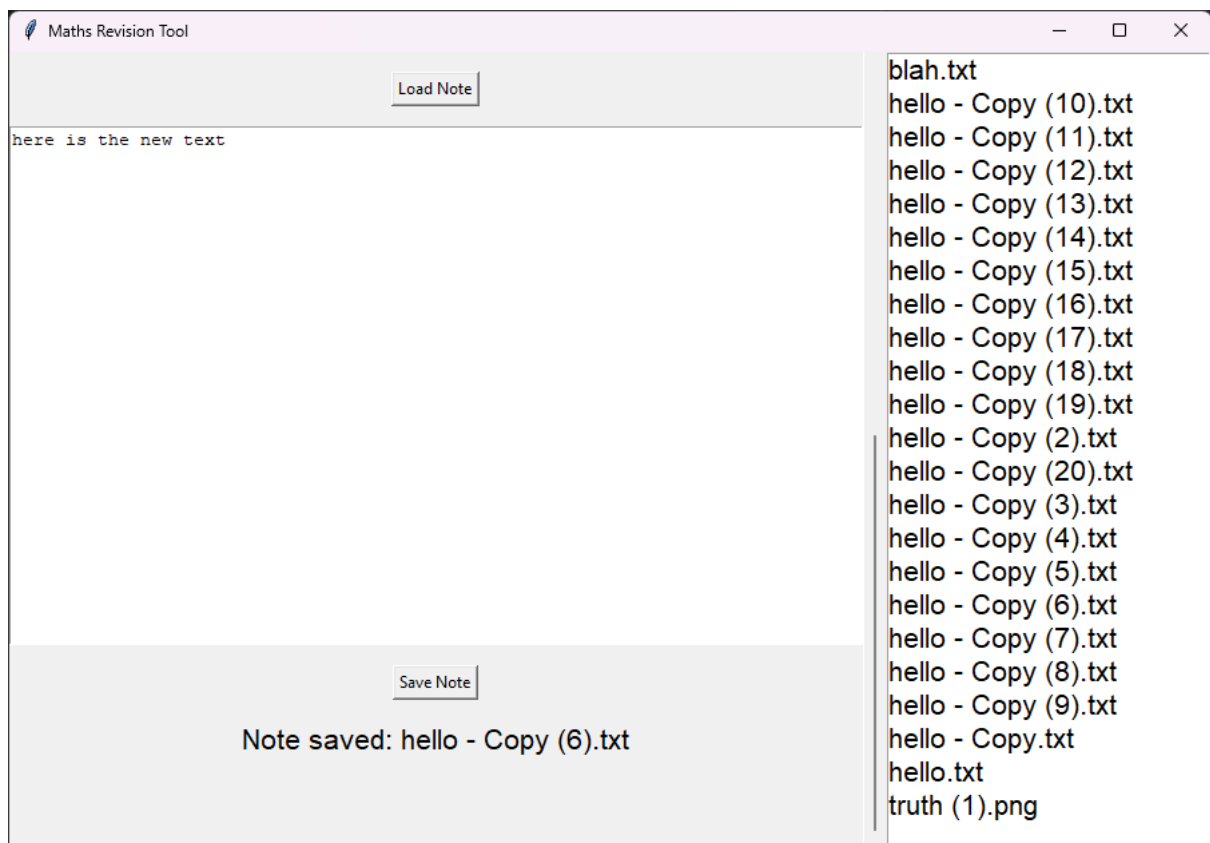 Maths Revision Tool
Load Note
here is the new text
Save Note
Note saved: hello - Copy (6).txt
blah.txt
hello - Copy (10).txt
hello - Copy (11).txt
hello - Copy (12).txt
hello - Copy (13).txt
hello - Copy (14).txt
hello - Copy (15).txt
hello - Copy (16).txt
hello - Copy (17).txt
hello - Copy (18).txt
hello - Copy (19).txt
hello - Copy (2).txt
hello - Copy (20).txt
hello - Copy (3).txt
hello - Copy (4).txt
hello - Copy (5).txt
hello - Copy (6).txt
hello - Copy (7).txt
hello - Copy (8).txt
hello - Copy (9).txt
hello - Copy.txt
hello.txt
truth (1).png